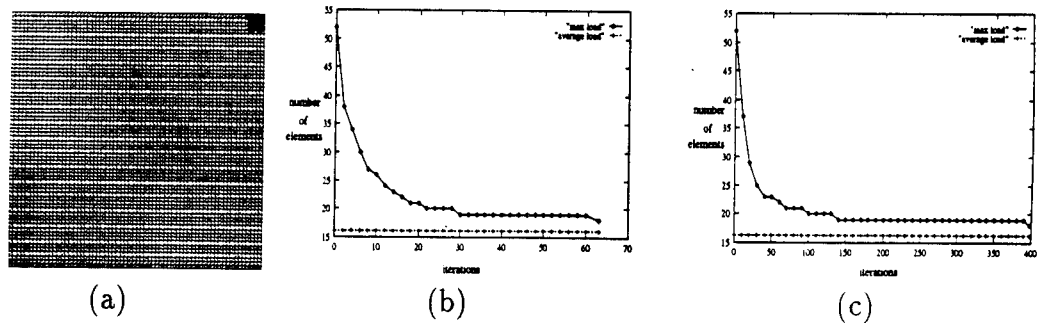 55
50
45
40
35
30
25
20
15
number
of
elements
"max load"
"average load"
0 10 20 30 40 50 60 70
iterations
55
50
45
40
35
30
25
20
15
number
of
elements
"max load"
"average load"
0 50 100 150 200 250 300 350 400
iterations
(a) (b) (c)